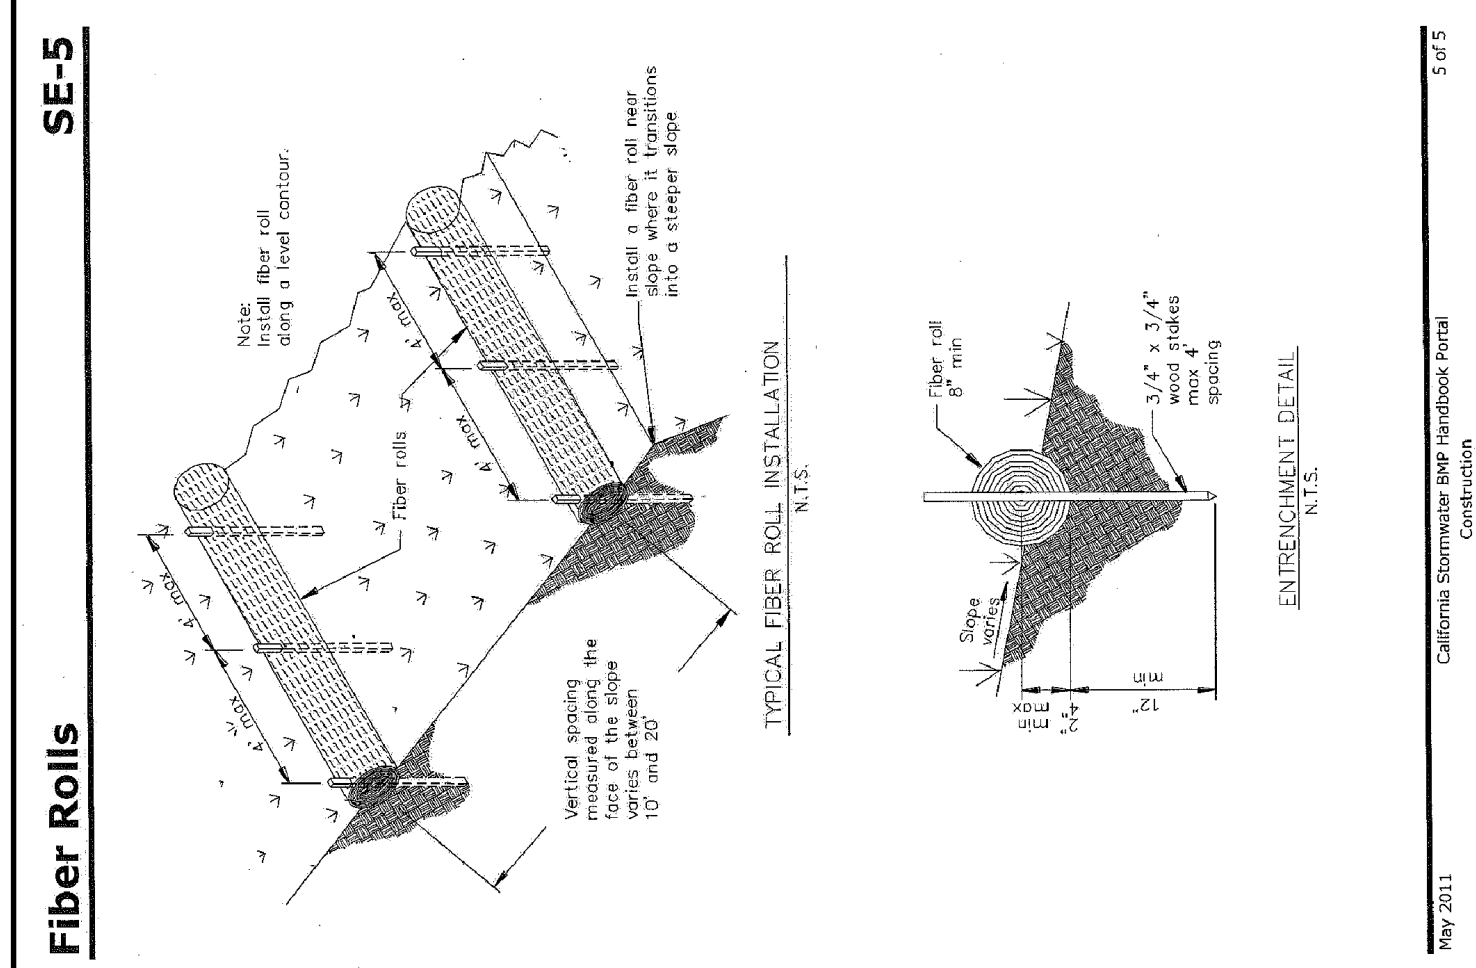 Fiber Rolls
SE-5
Note:
Install fiber roll
along a level contour.
4' max
4' max
Fiber rolls
4' max
4' max
Install a fiber roll near
slope where it transitions
into a steeper slope
Vertical spacing
measured along the
face of the slope
varies between
10' and 20'
TYPICAL FIBER ROLL INSTALLATION
N.T.S.
Fiber roll
8" min
Slope
varies
2" min
4" max
12"
min
3/4" x 3/4"
wood stakes
max 4'
spacing
ENTRENCHMENT DETAIL
N.T.S.
May 2011
California Stormwater BMP Handbook Portal
Construction
5 of 5